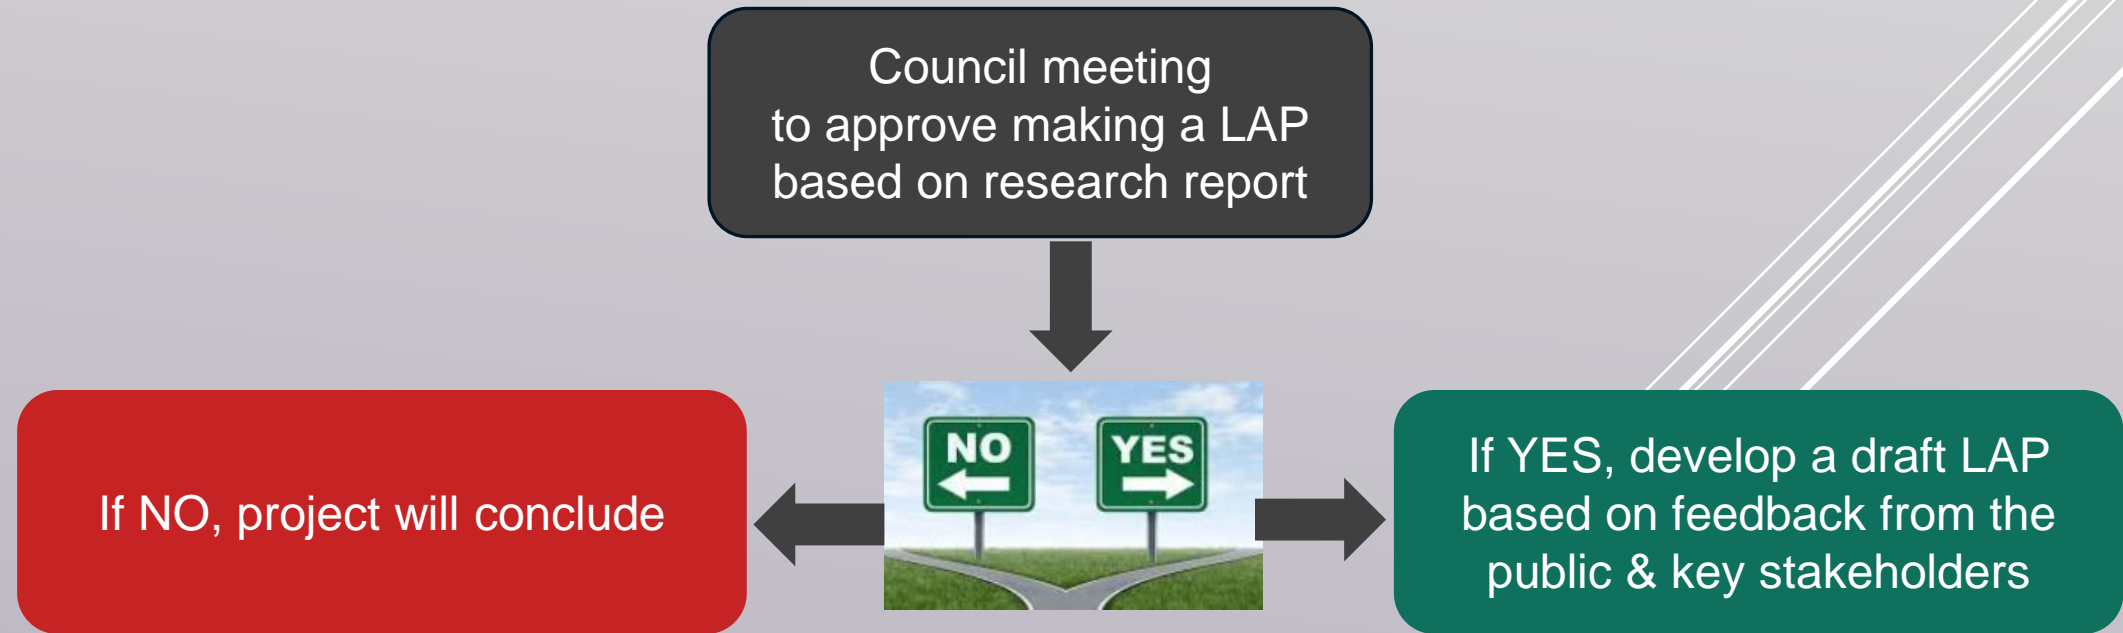 Council meeting
to approve making a LAP
based on research report
If NO, project will conclude
NO
YES
If YES, develop a draft LAP
based on feedback from the
public & key stakeholders